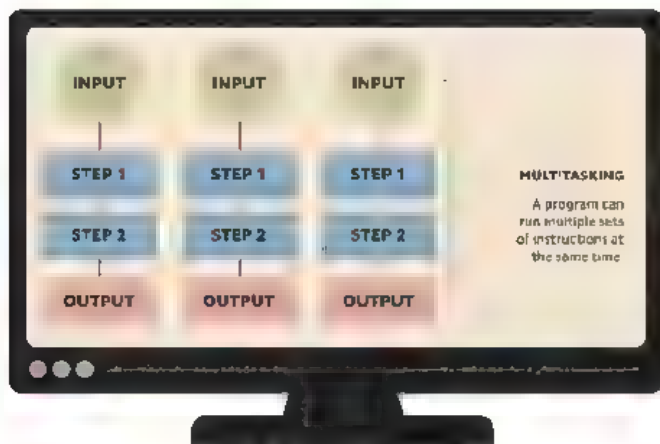 INPUT INPUT INPUT
STEP 1 STEP 1 STEP 1
STEP 2 STEP 2 STEP 2
OUTPUT OUTPUT OUTPUT
MULTITASKING
A program can
run multiple sets
of instructions at
the same time